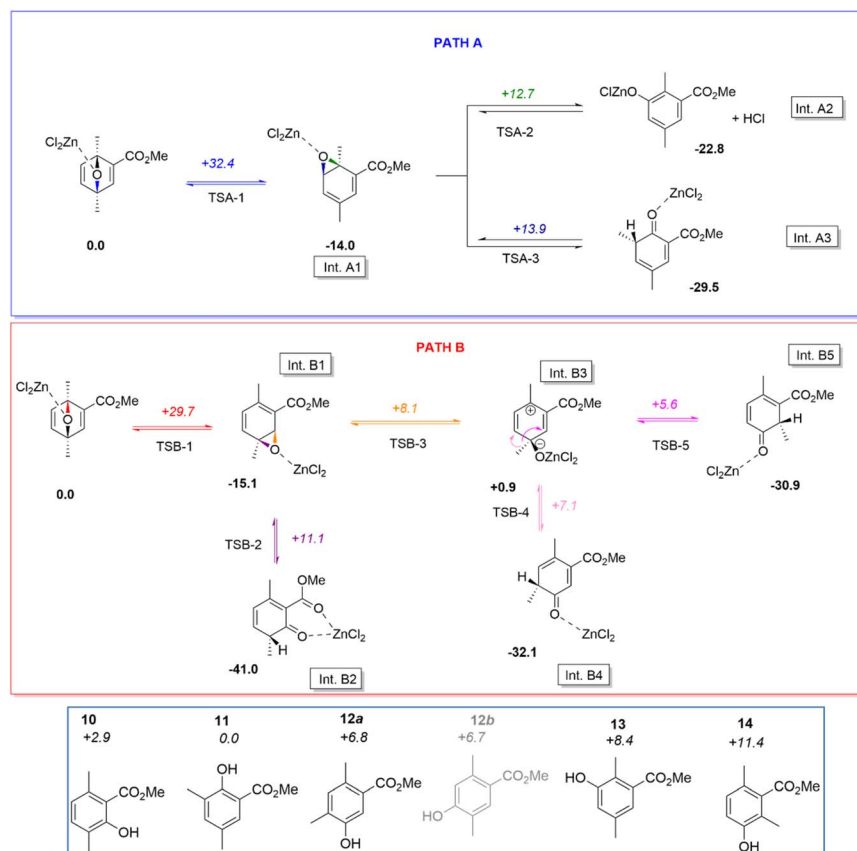 PATH A
Cl2Zn
O
CO2Me
0.0
+32.4
TSA-1
Cl2Zn
O
CO2Me
-14.0
Int. A1
+12.7
TSA-2
ClZnO
CO2Me
+ HCl
-22.8
Int. A2
+13.9
TSA-3
ZnCl2
H
O
CO2Me
-29.5
Int. A3
PATH B
Cl2Zn
O
CO2Me
0.0
+29.7
TSB-1
Int. B1
CO2Me
O
ZnCl2
-15.1
+8.1
TSB-3
Int. B3
CO2Me
⊕
⊖
OZnCl2
+0.9
+5.6
TSB-5
Int. B5
CO2Me
H
O
Cl2Zn
-30.9
TSB-2
+11.1
OMe
O
O
ZnCl2
H
-41.0
Int. B2
TSB-4
+7.1
H
CO2Me
O
ZnCl2
-32.1
Int. B4
10
+2.9
CO2Me
OH
11
0.0
OH
CO2Me
12a
+6.8
CO2Me
OH
12b
+6.7
CO2Me
HO
13
+8.4
HO
CO2Me
14
+11.4
CO2Me
OH